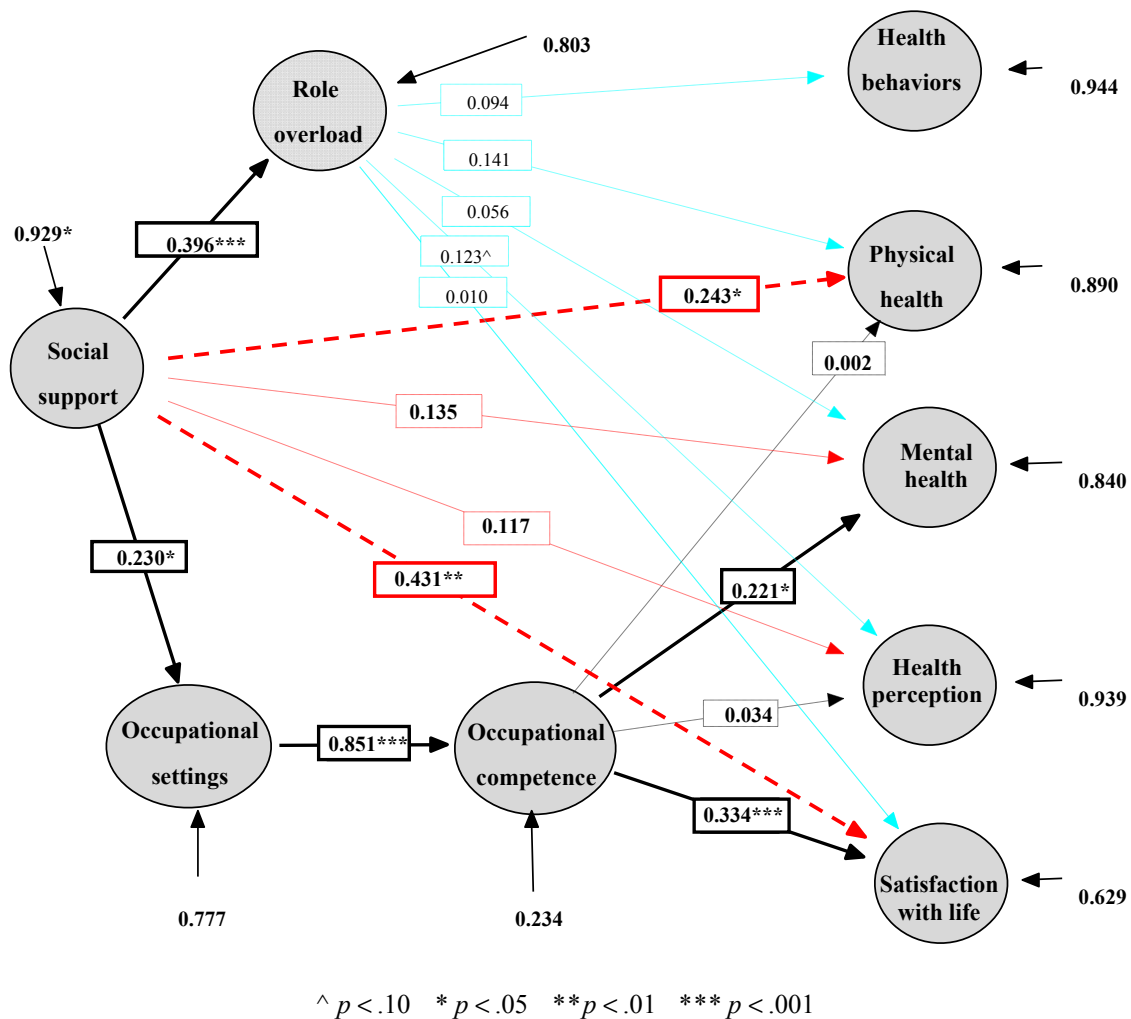 Health
behaviors
0.944
0.803
Role
overload
0.094
0.141
0.056
0.123^
0.010
0.396***
0.929*
Social
support
Physical
health
0.890
0.243*
0.002
0.135
0.117
0.431**
Mental
health
0.840
0.230*
0.221*
Health
perception
0.939
0.034
Occupational
settings
0.851***
Occupational
competence
0.334***
Satisfaction
with life
0.629
0.777
0.234
^ p < .10 * p < .05 ** p < .01 *** p < .001